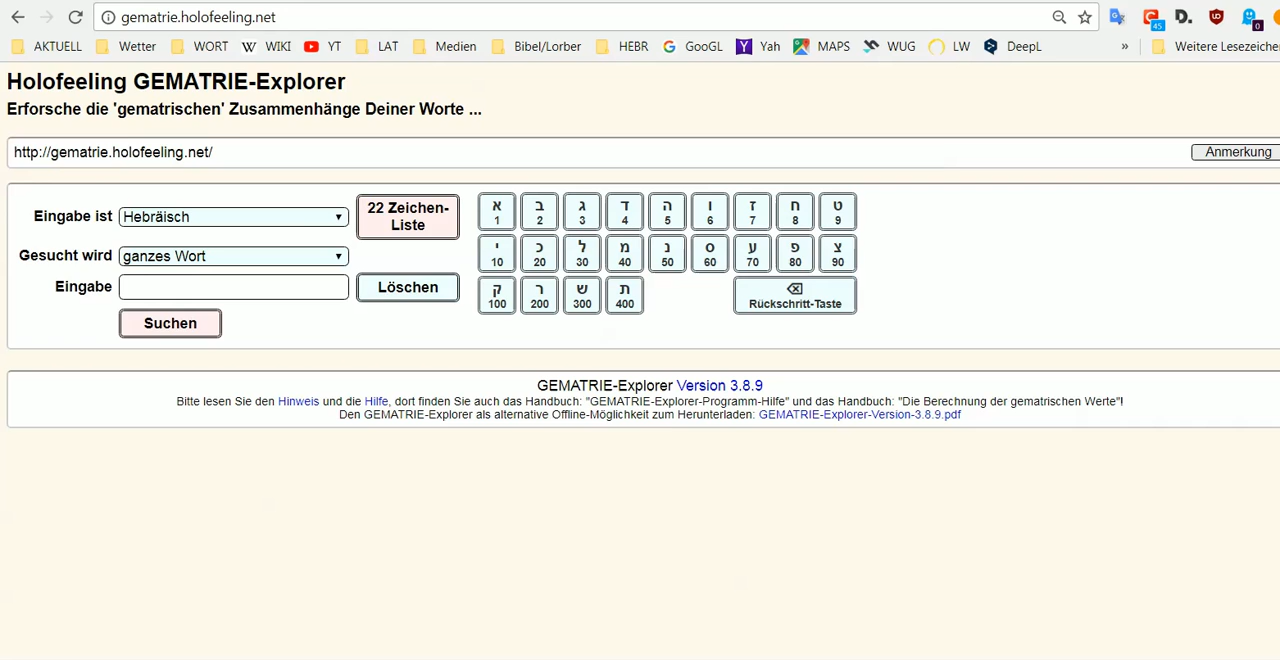 gematrie.holofeeling.net
45
0
AKTUELL Wetter WORT WIKI YT LAT Medien Bibel/Lorber HEBR GooGL Yah MAPS WUG LW DeepL » Weitere Lesezeichen
Holofeeling GEMATRIE-Explorer
Erforsche die 'gematrischen' Zusammenhänge Deiner Worte ...
http://gematrie.holofeeling.net/ Anmerkung
Eingabe ist Hebräisch
22 Zeichen-
Liste
Gesucht wird ganzes Wort
Eingabe Löschen
Suchen
א ב ג ד ה ו ז ח ט
1 2 3 4 5 6 7 8 9
י כ ל מ נ ס ע פ צ
10 20 30 40 50 60 70 80 90
ק ר ש ת
100 200 300 400 Rückschritt-Taste
GEMATRIE-Explorer Version 3.8.9
Bitte lesen Sie den Hinweis und die Hilfe, dort finden Sie auch das Handbuch: "GEMATRIE-Explorer-Programm-Hilfe" und das Handbuch: "Die Berechnung der gematrischen Werte"!
Den GEMATRIE-Explorer als alternative Offline-Möglichkeit zum Herunterladen: GEMATRIE-Explorer-Version-3.8.9.pdf